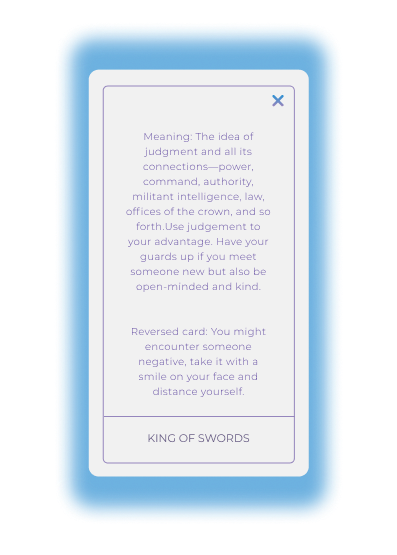 Meaning: The idea of
judgment and all its
connections—power,
command, authority,
militant intelligence, law,
offices of the crown, and so
forth.Use judgement to
your advantage. Have your
guards up if you meet
someone new but also be
open-minded and kind.
Reversed card: You might
encounter someone
negative, take it with a
smile on your face and
distance yourself.
KING OF SWORDS